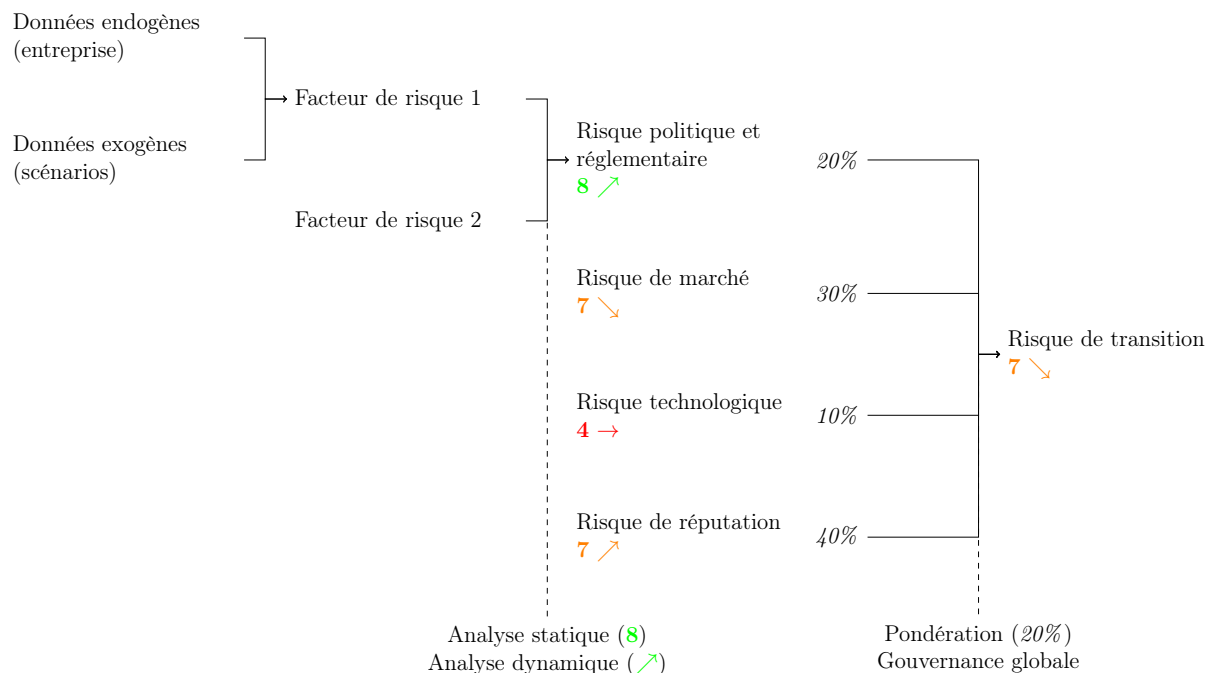 Données endogènes
(entreprise)
Données exogènes
(scénarios)
Facteur de risque 1
Facteur de risque 2
Risque politique et
réglementaire
8 ↗
20%
Risque de marché
7 ↘
30%
Risque technologique
4 →
10%
Risque de réputation
7 ↗
40%
Risque de transition
7 ↘
Analyse statique (8)
Analyse dynamique (↗)
Pondération (20%)
Gouvernance globale